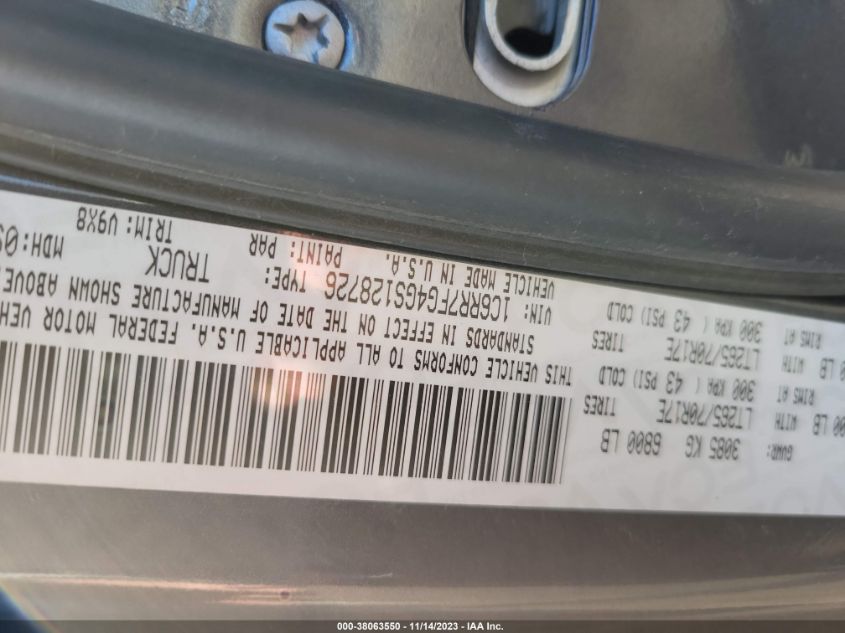 GVWR: 3085 KG 6800 LB
00 LB WITH LT265/70R17E TIRES
RIMS AT 300 KPA ( 43 PSI) COLD
0 LB WITH LT265/70R17E TIRES
RIMS AT 300 KPA ( 43 PSI) COLD
THIS VEHICLE CONFORMS TO ALL APPLICABLE U.S.A. FEDERAL MOTOR VEH
STANDARDS IN EFFECT ON THE DATE OF MANUFACTURE SHOWN ABOVE.
VIN: 1C6RR7FG4GS128726 TYPE: TRUCK MDH:09
VEHICLE MADE IN U.S.A. PAINT: PAR TRIM: V9X8
000-38063550 - 11/14/2023 - IAA Inc.